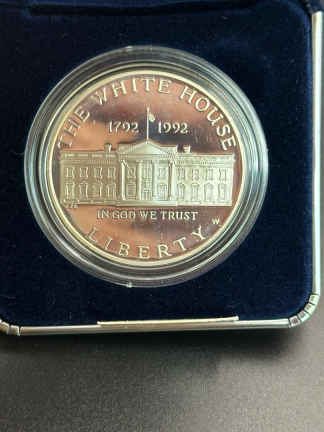 THE WHITE HOUSE
1792 1992
IN GOD WE TRUST
W
LIBERTY